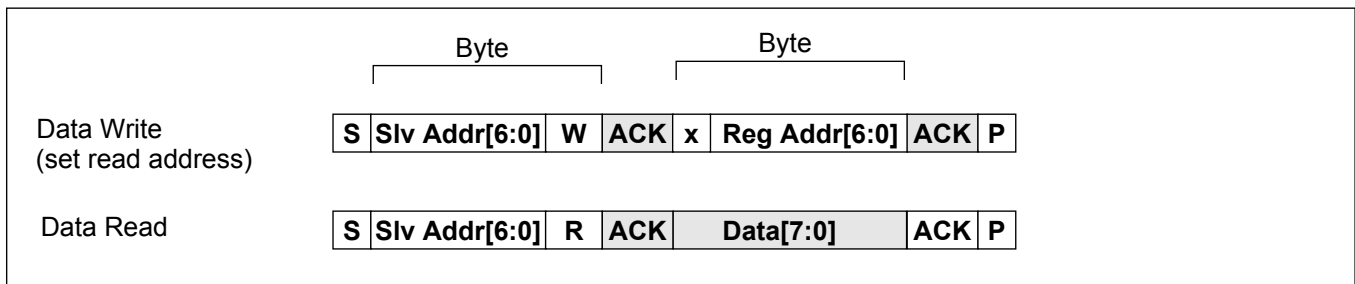 Byte Byte
Data Write
(set read address)
S Slv Addr[6:0] W ACK x Reg Addr[6:0] ACK P
Data Read S Slv Addr[6:0] R ACK Data[7:0] ACK P